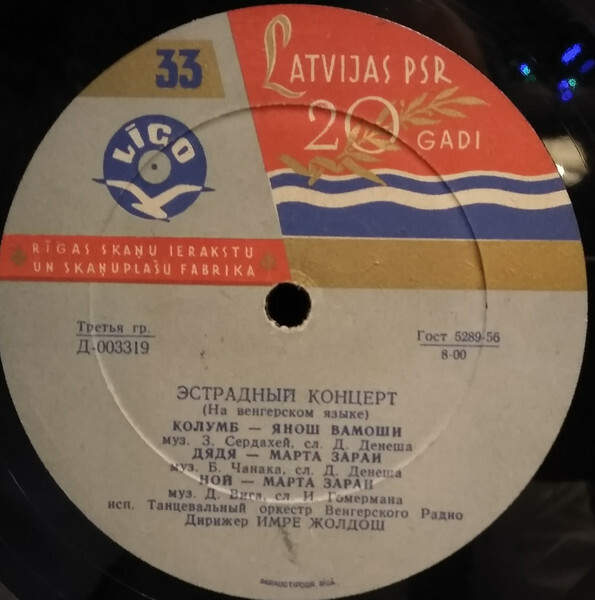 33
LATVIJAS PSR
20 GADI
LĪGO
RĪGAS SKAŅU IERAKSTU
UN SKAŅUPLAŠU FABRIKA
Третья гр.
Д-003319
Гост 5289-56
8-00
ЭСТРАДНЫЙ КОНЦЕРТ
(На венгерском языке)
КОЛУМБ — ЯНОШ ВАМОШИ
муз. З. Сердахей, сл. Д. Денеша
ДЯДЯ — МАРТА ЗАРАИ
муз. Б. Чанака, сл. Д. Денеша
НОЙ — МАРТА ЗАРАИ
муз. Д. Вига, сл. И. Гомермана
исп. Танцевальный оркестр Венгерского Радио
Дирижер ИМРЕ ЖОЛДОШ